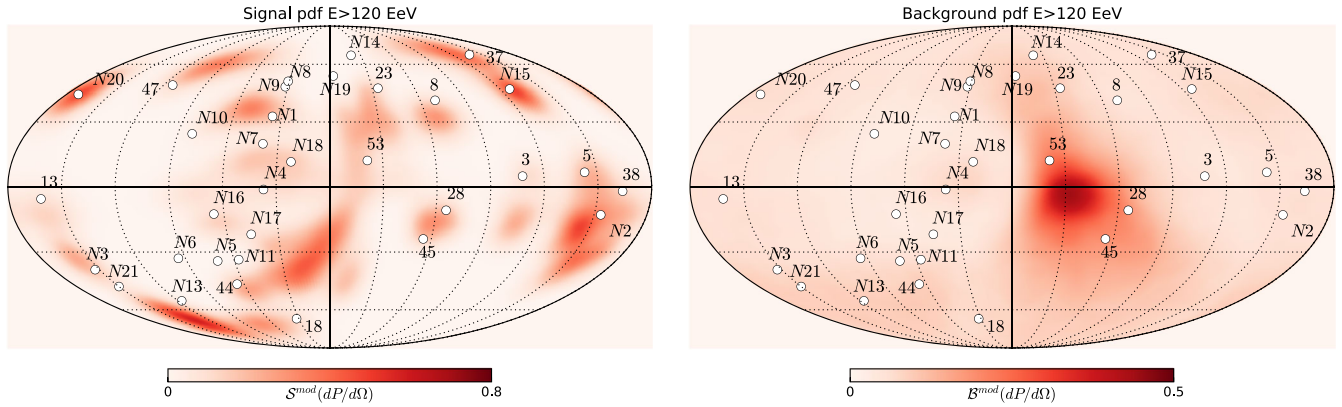 Signal pdf E>120 EeV
N14
37
N20
N8
N9
23
N15
47
8
N19
N10
N1
N7
53
N18
3
5
13
N4
38
N16
28
N17
N2
N6
N5
45
N3
N11
N21
N13
44
18
0
0.8
S^{mod}(dP/dΩ)
Background pdf E>120 EeV
N14
37
N20
N8
N9
23
N15
47
8
N19
N10
N1
N7
53
N18
3
5
13
N4
38
N16
28
N17
N2
N6
N5
45
N3
N11
N21
N13
44
18
0
0.5
B^{mod}(dP/dΩ)